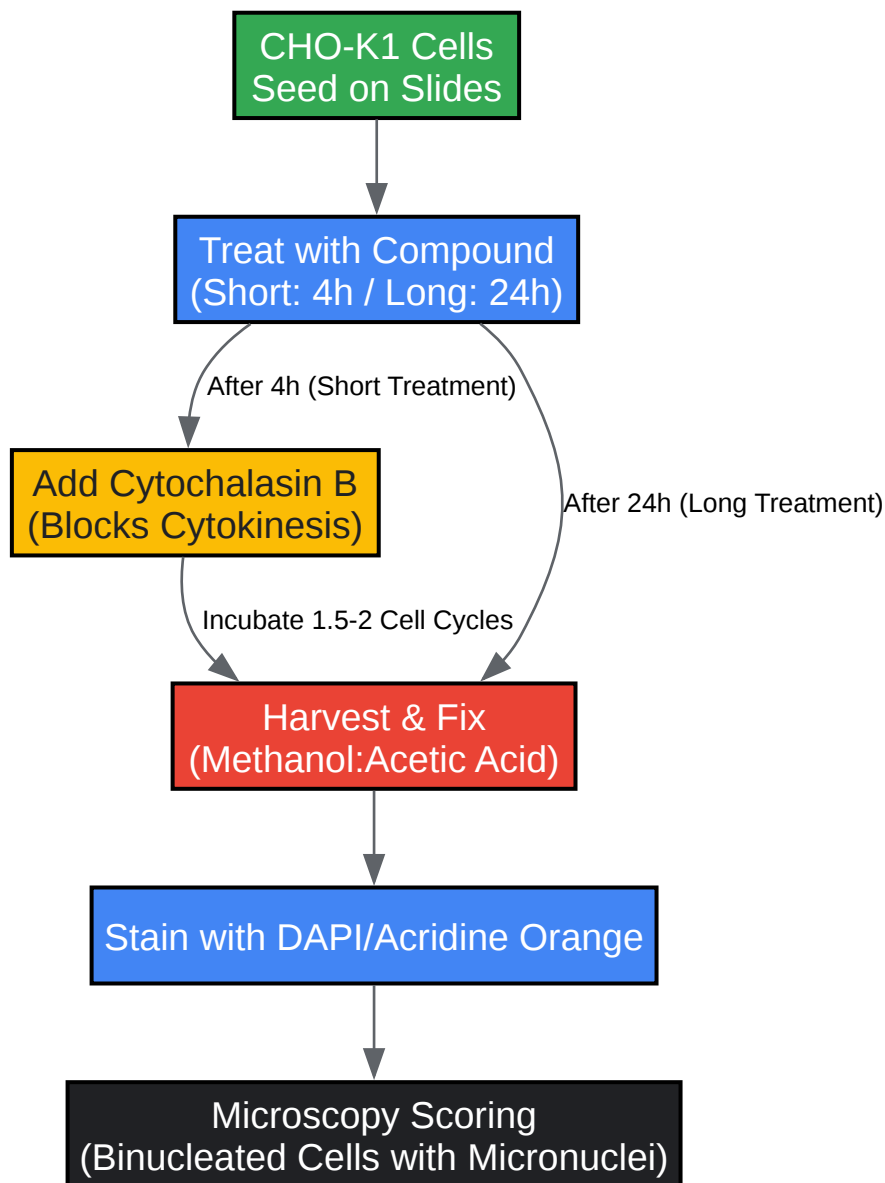 CHO-K1 Cells
Seed on Slides
Treat with Compound
(Short: 4h / Long: 24h)
After 4h (Short Treatment)
Add Cytochalasin B
(Blocks Cytokinesis)
After 24h (Long Treatment)
Incubate 1.5-2 Cell Cycles
Harvest & Fix
(Methanol:Acetic Acid)
Stain with DAPI/Acridine Orange
Microscopy Scoring
(Binucleated Cells with Micronuclei)